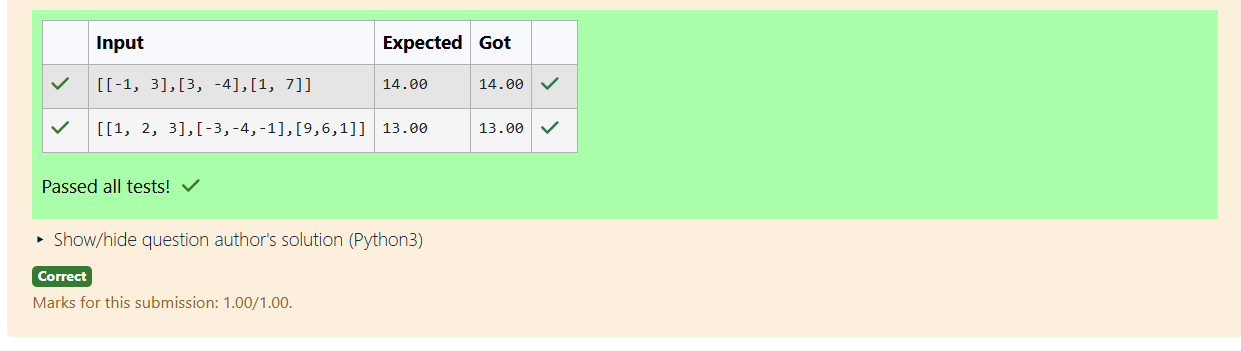 Input Expected Got
[[-1, 3],[3, -4],[1, 7]] 14.00 14.00
[[1, 2, 3],[-3,-4,-1],[9,6,1]] 13.00 13.00
Passed all tests!
Show/hide question author's solution (Python3)
Correct
Marks for this submission: 1.00/1.00.